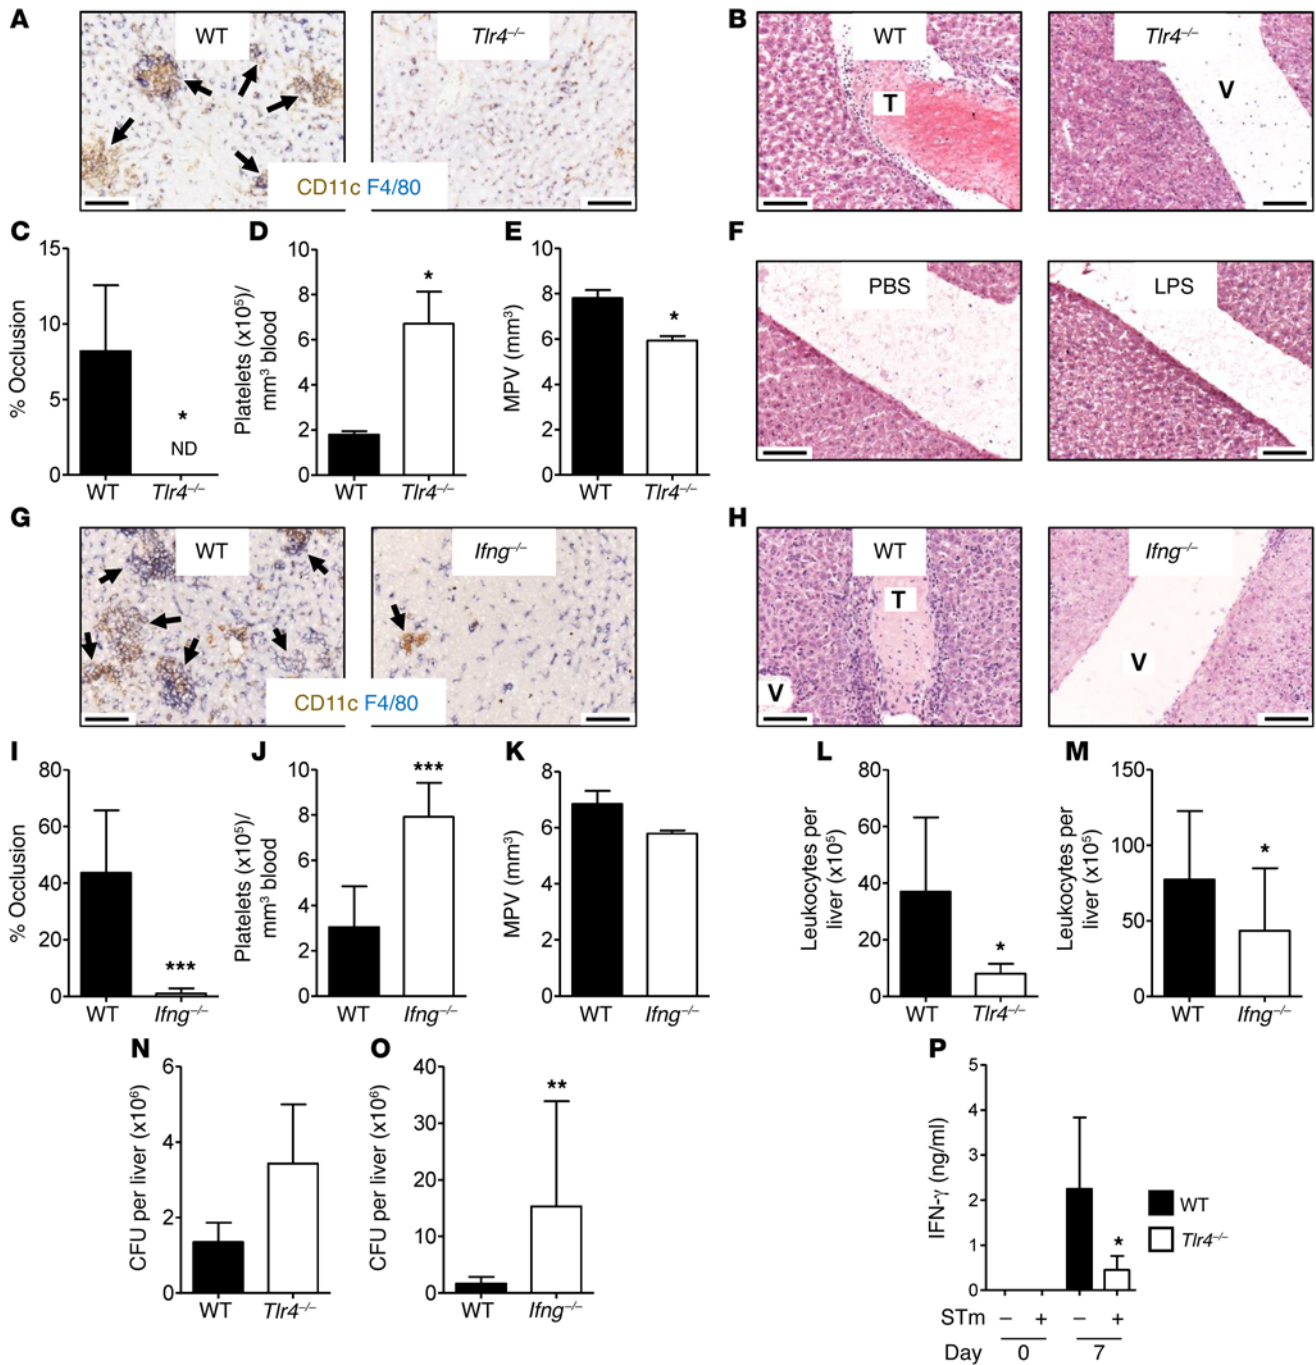 A
WT
Tlr4–/–
CD11c F4/80
B
WT
T
Tlr4–/–
V
C
% Occlusion
15
10
5
0
*
ND
WT
Tlr4–/–
D
Platelets (x10⁵)/
mm³ blood
10
8
6
4
2
0
*
WT
Tlr4–/–
E
MPV (mm³)
10
8
6
4
2
0
*
WT
Tlr4–/–
F
PBS
LPS
G
WT
Ifng–/–
CD11c F4/80
H
WT
T
V
Ifng–/–
V
I
% Occlusion
80
60
40
20
0
***
WT
Ifng–/–
J
Platelets (x10⁵)/
mm³ blood
10
8
6
4
2
0
***
WT
Ifng–/–
K
MPV (mm³)
8
6
4
2
0
WT
Ifng–/–
L
Leukocytes per
liver (x10⁵)
80
60
40
20
0
*
WT
Tlr4–/–
M
Leukocytes per
liver (x10⁵)
150
100
50
0
*
WT
Ifng–/–
N
CFU per liver (x10⁶)
6
4
2
0
WT
Tlr4–/–
O
CFU per liver (x10⁶)
40
30
20
10
0
**
WT
Ifng–/–
P
IFN-γ (ng/ml)
5
4
3
2
1
0
*
WT
Tlr4–/–
STm – + – +
Day 0 7